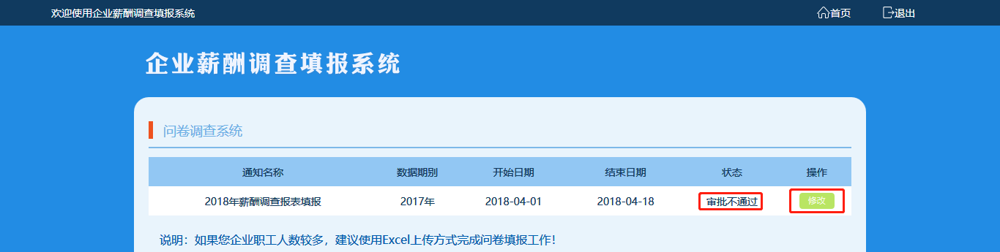 欢迎使用企业薪酬调查填报系统 首页 退出
企业薪酬调查填报系统
问卷调查系统
通知名称 数据期别 开始日期 结束日期 状态 操作
2018年薪酬调查报表填报 2017年 2018-04-01 2018-04-18 审批不通过 修改
说明：如果您企业职工人数较多，建议使用Excel上传方式完成问卷填报工作！